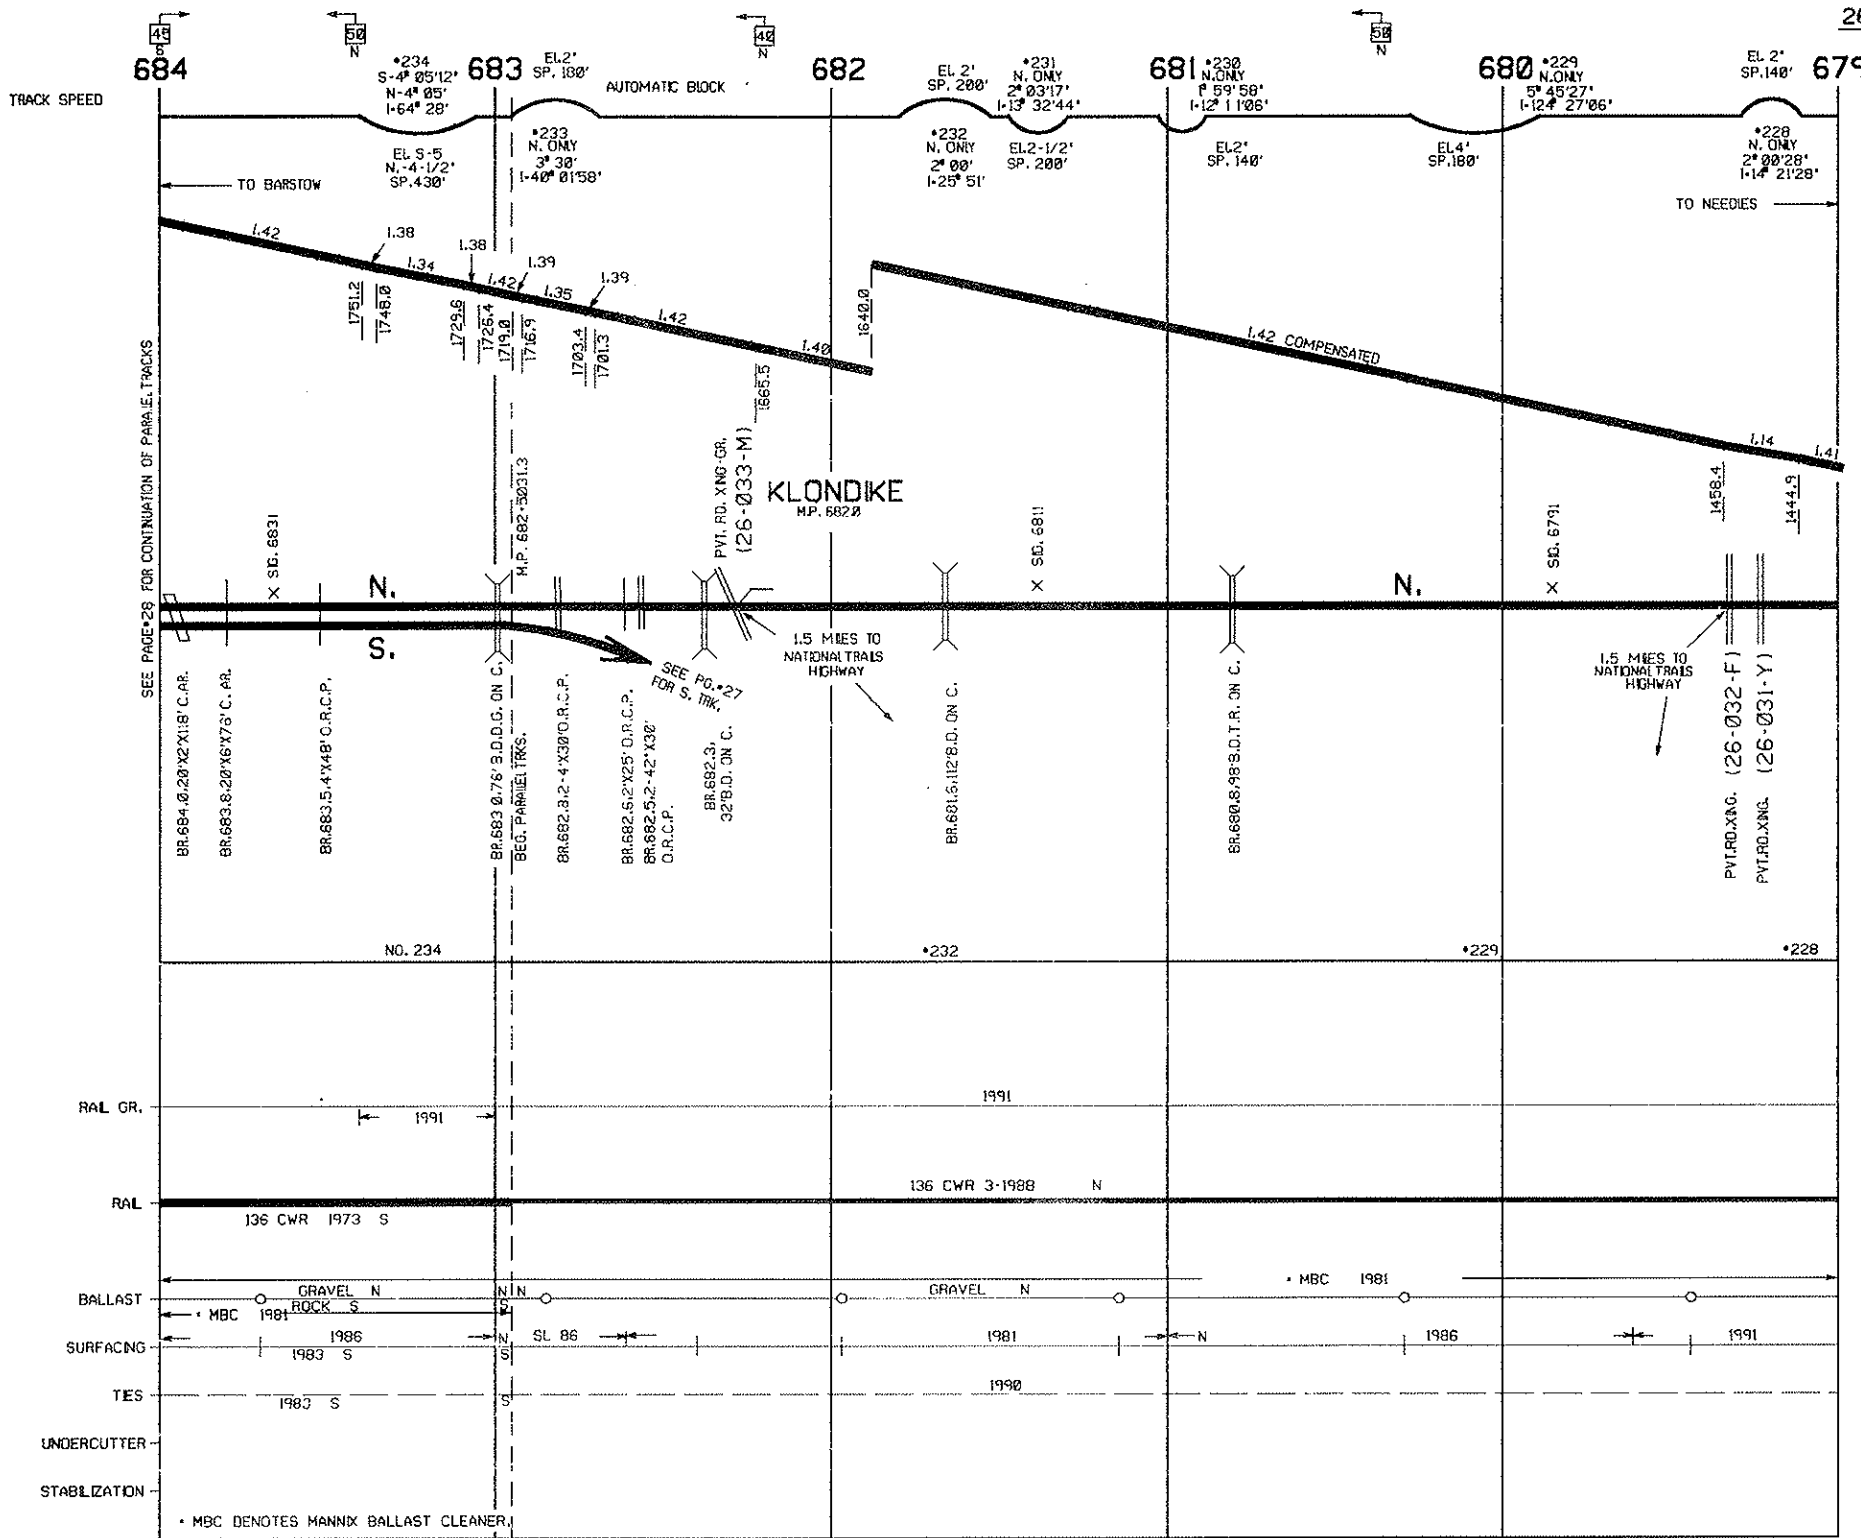 26
40
S
50
N
40
N
50
N
684
683
682
681
680
679
TRACK SPEED
•234
S-4° 05'12"
N-4° 05'
I-64° 28'
EL.2"
SP. 180'
AUTOMATIC BLOCK
EL 2"
SP. 200'
•231
N. ONLY
2° 03'17"
I-13° 32'44"
•230
N.ONLY
1° 59'58"
I-12° 11'06"
•229
N.ONLY
5° 45'27"
I-124° 27'06"
EL 2"
SP.140'
EL S-5
N.-4-1/2"
SP.430'
•233
N. ONLY
3° 30'
I-40° 01'58"
•232
N. ONLY
2° 00'
I-25° 51'
EL2-1/2"
SP. 200'
EL2"
SP. 140'
EL4"
SP.180'
•228
N. ONLY
2° 00'28"
I-14° 21'28"
TO BARSTOW
TO NEEDLES
1.42
1.38
1.34
1.38
1.42
1.39
1.35
1.39
1.42
1.40
1.42 COMPENSATED
1.14
1.41
1751.2
1748.0
1729.6
1726.4
1719.0
1716.9
1703.4
1701.3
1665.5
1640.0
1458.4
1444.9
SEE PAGE•28 FOR CONTINUATION OF PARALEL TRACKS
SIG. 6831
M.P. 682+5031.3
PVT. RD. XNG-GR.
(26-033-M)
KLONDIKE
M.P. 682.0
SIG. 6811
SIG. 6791
N.
S.
N.
SEE PG.•27
FOR S. TRK.
1.5 MILES TO
NATIONAL TRAILS
HIGHWAY
1.5 MILES TO
NATIONAL TRAILS
HIGHWAY
BR.684.0,20'X2'X118' C.AR.
BR.683.8,20'X6'X76' C. AR.
BR.683.5,4'X48' O.R.C.P.
BR.683 0,76' B.D.D.G. ON C.
BEG. PARALLEL TRKS.
BR.682.8,2-4'X30'O.R.C.P.
BR.682.6,2'X25' O.R.C.P.
BR.682.5,2-42"X30'
O.R.C.P.
BR.682.3,
32'B.D. ON C.
BR.681.6,112'B.D. ON C.
BR.680.8,98'B.D.T.R. ON C.
PVT.RD.XING. (26-032-F)
PVT.RD.XING. (26-031-Y)
NO. 234
•232
•229
•228
RAIL GR.
1991
1991
RAIL
136 CWR 3-1988 N
136 CWR 1973 S
• MBC 1981
BALLAST
GRAVEL N
N
N
GRAVEL N
ROCK S
S
• MBC 1981
SURFACING
1986
N
SL 86
1981
N
1986
1991
1983 S
S
TIES
1990
1983 S
S
UNDERCUTTER
STABILIZATION
• MBC DENOTES MANNIX BALLAST CLEANER.